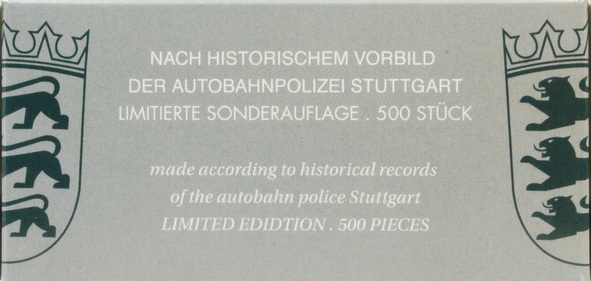 NACH HISTORISCHEM VORBILD
DER AUTOBAHNPOLIZEI STUTTGART
LIMITIERTE SONDERAUFLAGE . 500 STÜCK
made according to historical records
of the autobahn police Stuttgart
LIMITED EDIDTION . 500 PIECES